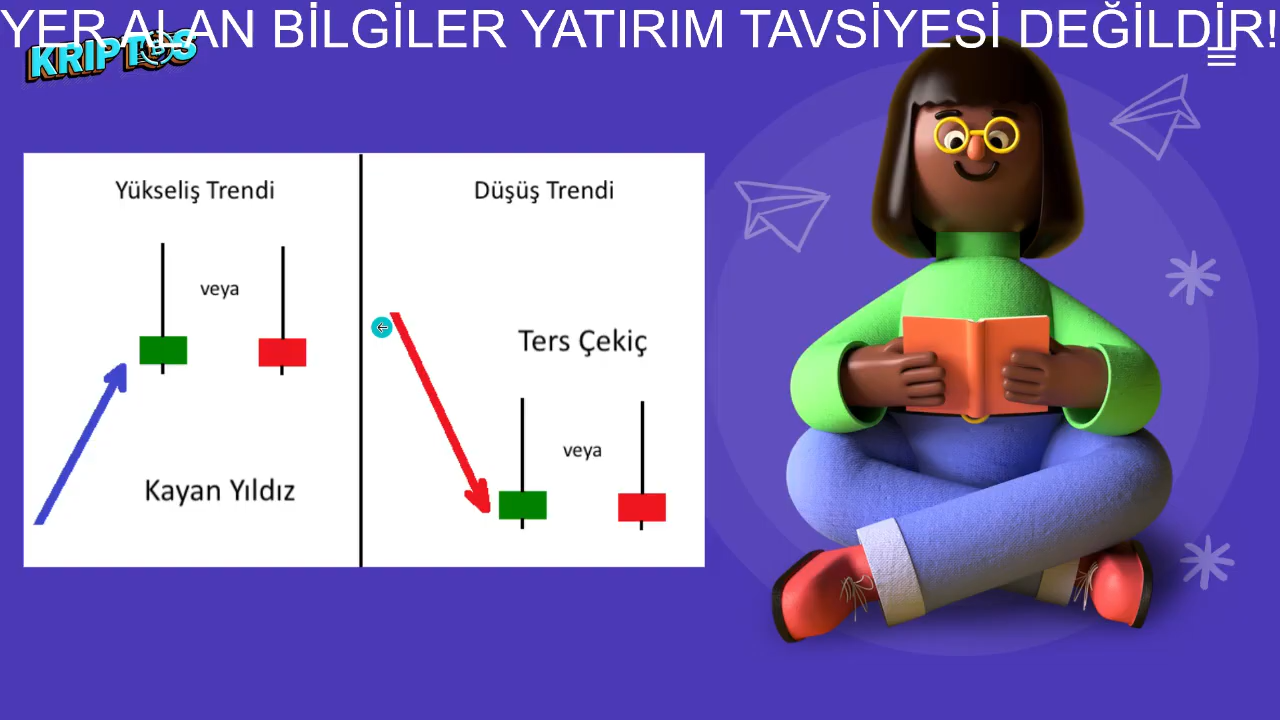 YER ALAN BİLGİLER YATIRIM TAVSİYESİ DEĞİLDİR!
KRIPTOS
Yükseliş Trendi
veya
Kayan Yıldız
Düşüş Trendi
Ters Çekiç
veya